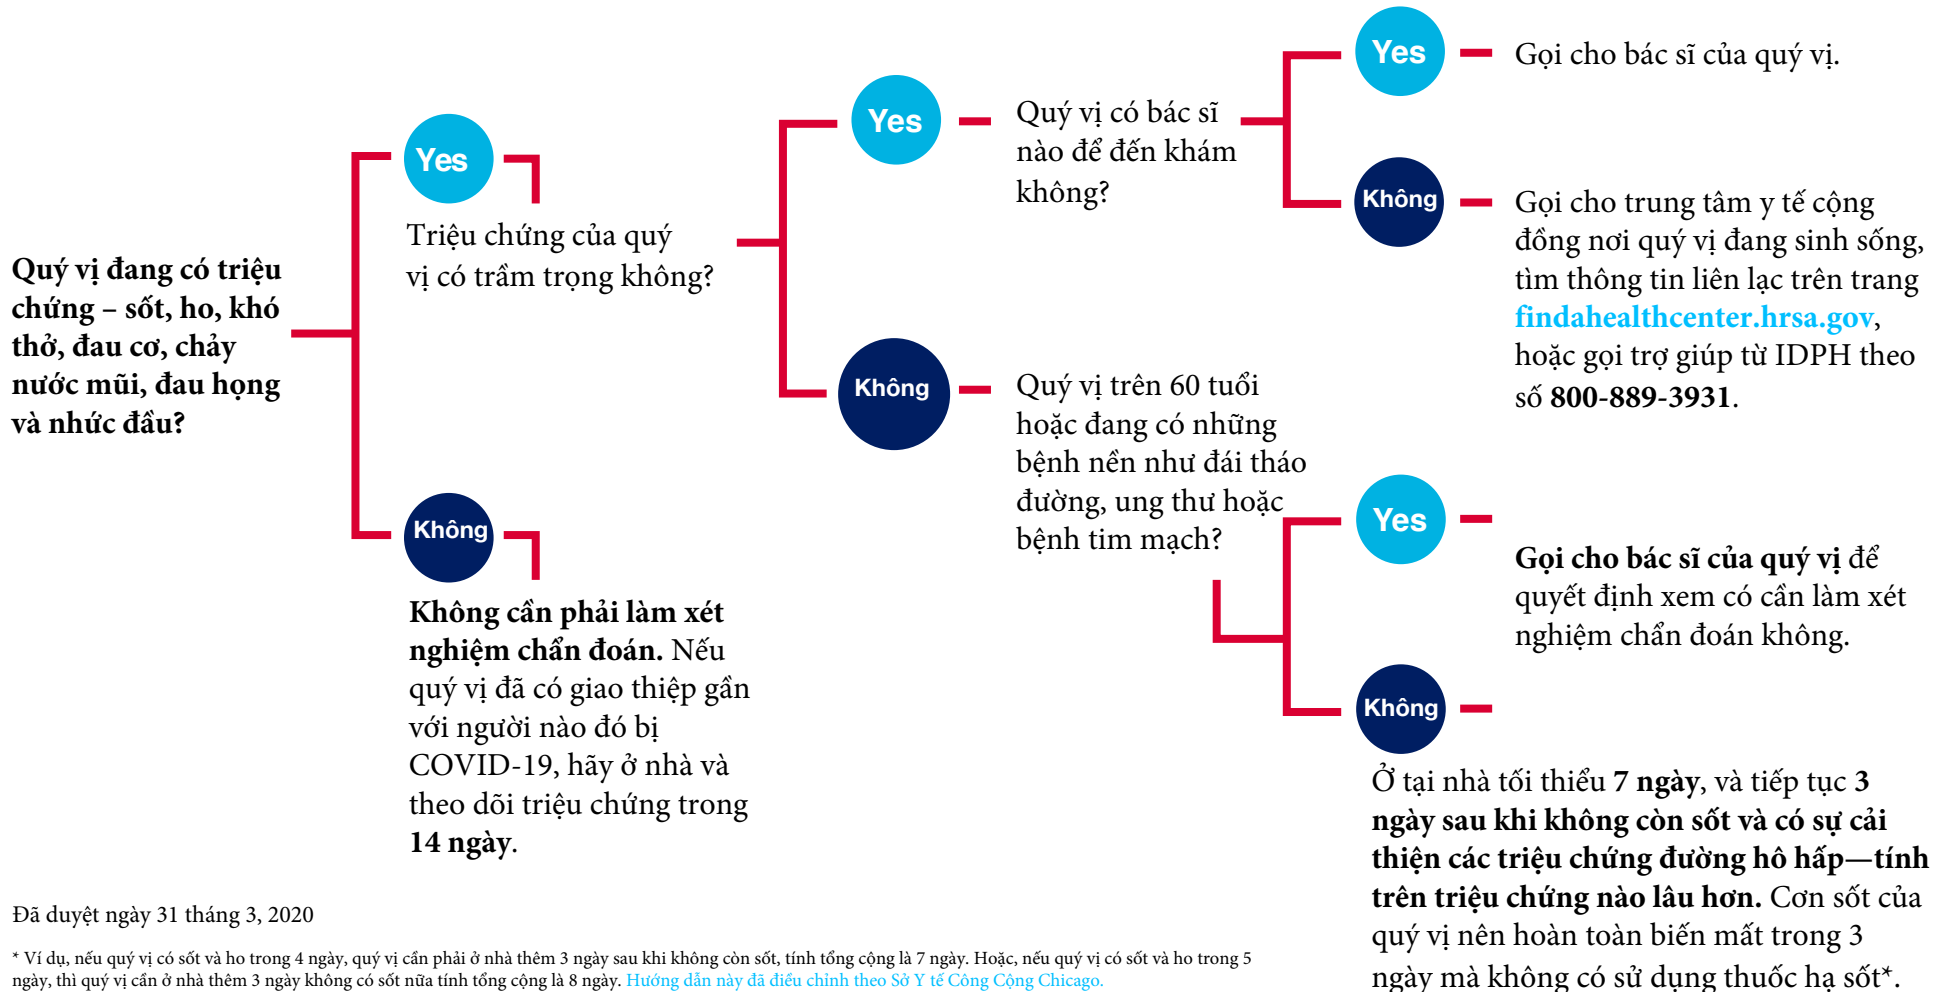 Quý vị đang có triệu
chứng – sốt, ho, khó
thở, đau cơ, chảy
nước mũi, đau họng
và nhức đầu?
Yes
Triệu chứng của quý
vị có trầm trọng không?
Không
Không cần phải làm xét
nghiệm chẩn đoán. Nếu
quý vị đã có giao thiệp gần
với người nào đó bị
COVID-19, hãy ở nhà và
theo dõi triệu chứng trong
14 ngày.
Yes
Quý vị có bác sĩ
nào để đến khám
không?
Không
Quý vị trên 60 tuổi
hoặc đang có những
bệnh nền như đái tháo
đường, ung thư hoặc
bệnh tim mạch?
Yes
Gọi cho bác sĩ của quý vị.
Không
Gọi cho trung tâm y tế cộng
đồng nơi quý vị đang sinh sống,
tìm thông tin liên lạc trên trang
findahealthcenter.hrsa.gov,
hoặc gọi trợ giúp từ IDPH theo
số 800-889-3931.
Yes
Gọi cho bác sĩ của quý vị để
quyết định xem có cần làm xét
nghiệm chẩn đoán không.
Không
Ở tại nhà tối thiểu 7 ngày, và tiếp tục 3
ngày sau khi không còn sốt và có sự cải
thiện các triệu chứng đường hô hấp—tính
trên triệu chứng nào lâu hơn. Cơn sốt của
quý vị nên hoàn toàn biến mất trong 3
ngày mà không có sử dụng thuốc hạ sốt*.
Đã duyệt ngày 31 tháng 3, 2020
* Ví dụ, nếu quý vị có sốt và ho trong 4 ngày, quý vị cần phải ở nhà thêm 3 ngày sau khi không còn sốt, tính tổng cộng là 7 ngày. Hoặc, nếu quý vị có sốt và ho trong 5
ngày, thì quý vị cần ở nhà thêm 3 ngày không có sốt nữa tính tổng cộng là 8 ngày. Hướng dẫn này đã điều chỉnh theo Sở Y tế Công Cộng Chicago.